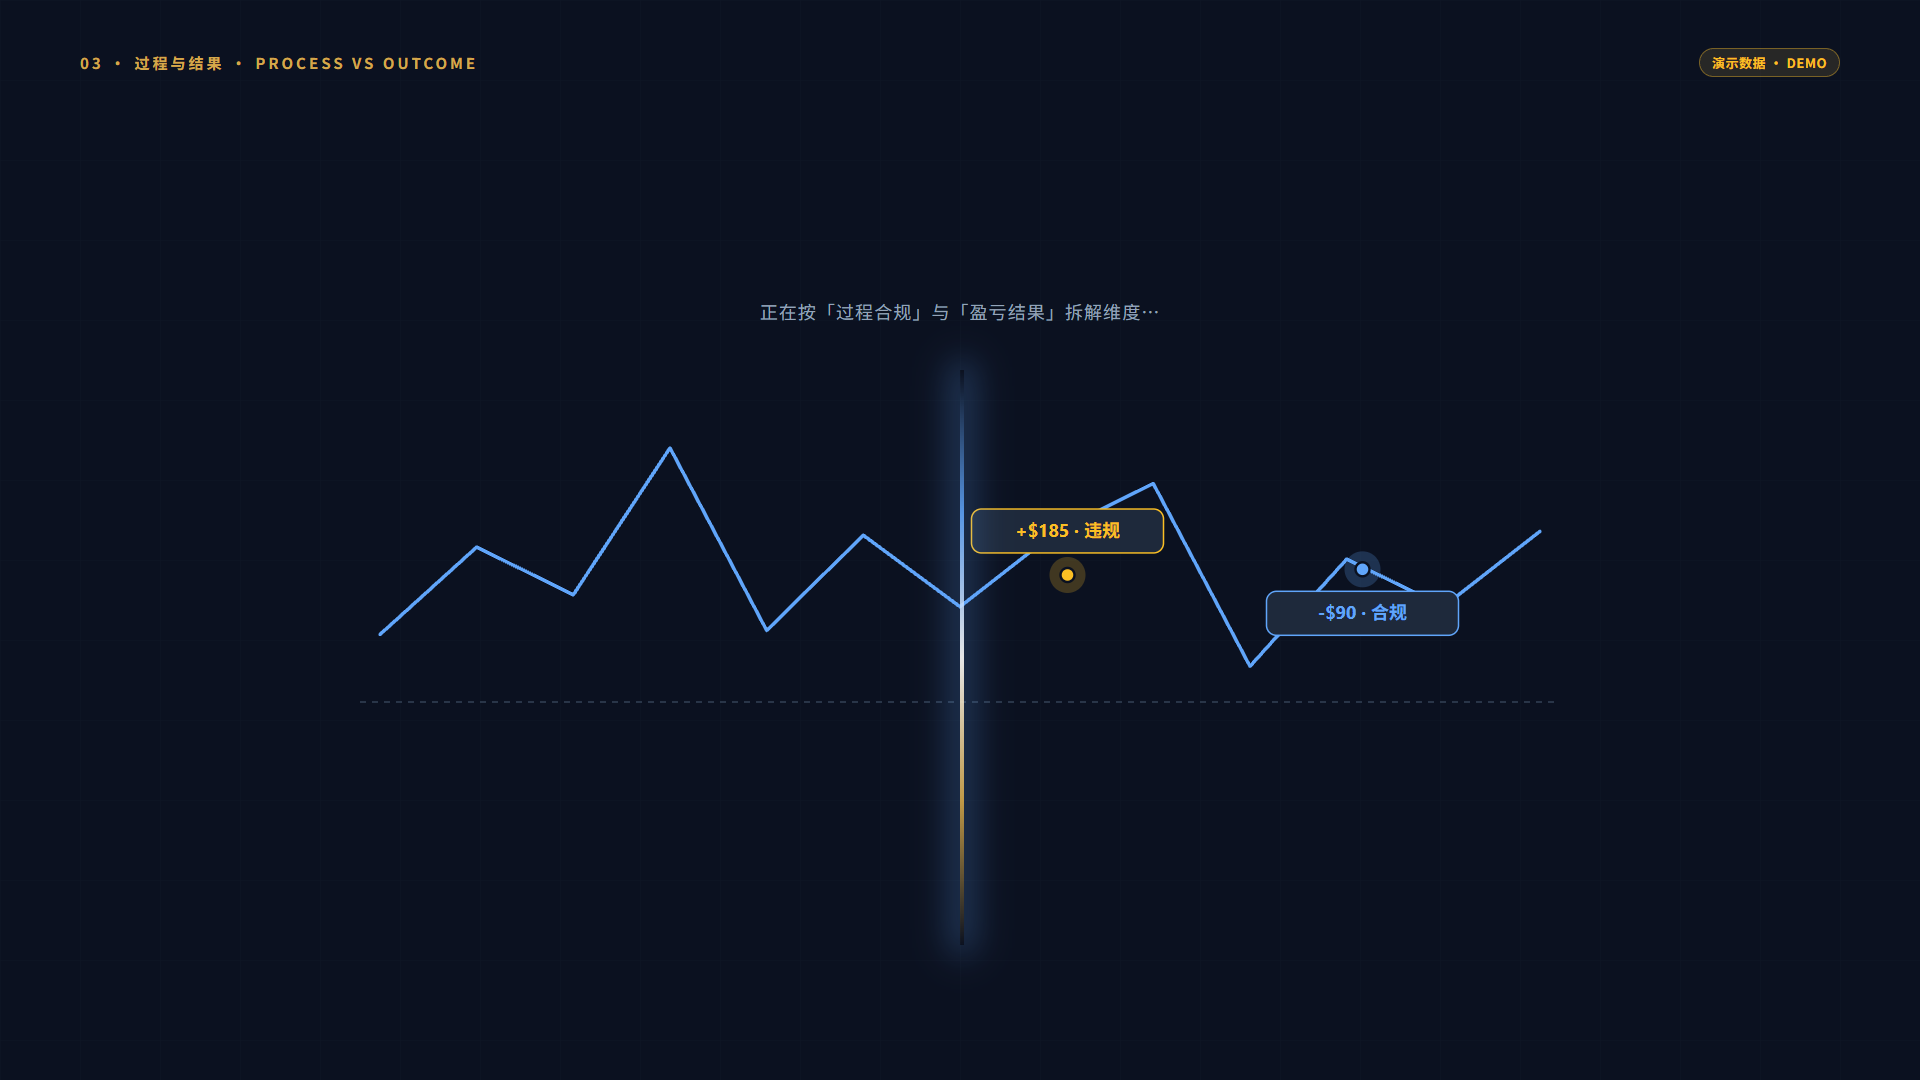 03 • 过程与结果 • PROCESS VS OUTCOME
演示数据 • DEMO
正在按「过程合规」与「盈亏结果」拆解维度…
+$185 · 违规
-$90 · 合规